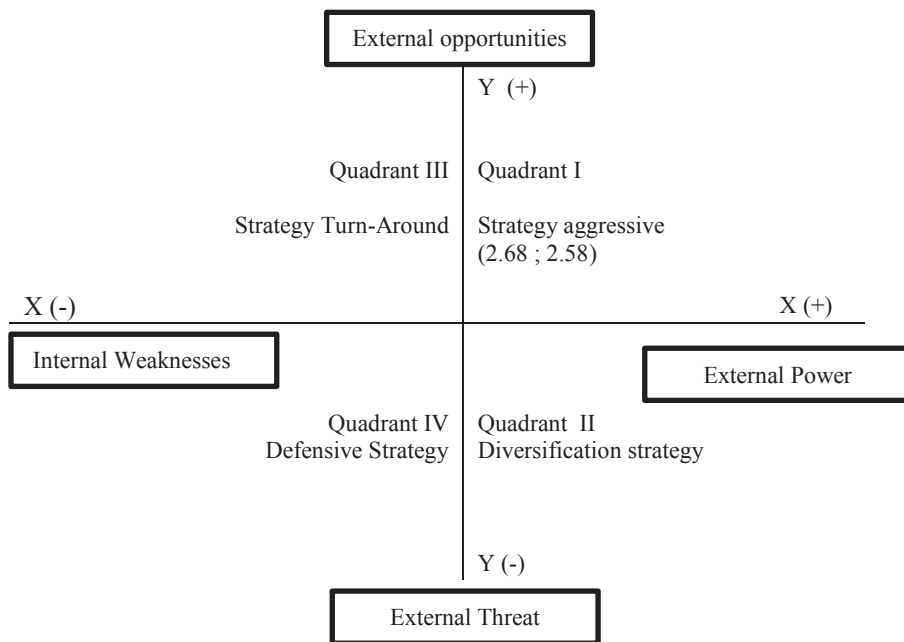 External opportunities
Y (+)
Quadrant III
Quadrant I
Strategy Turn-Around
Strategy aggressive
(2.68 ; 2.58)
X (-)
X (+)
Internal Weaknesses
External Power
Quadrant IV
Defensive Strategy
Quadrant II
Diversification strategy
Y (-)
External Threat